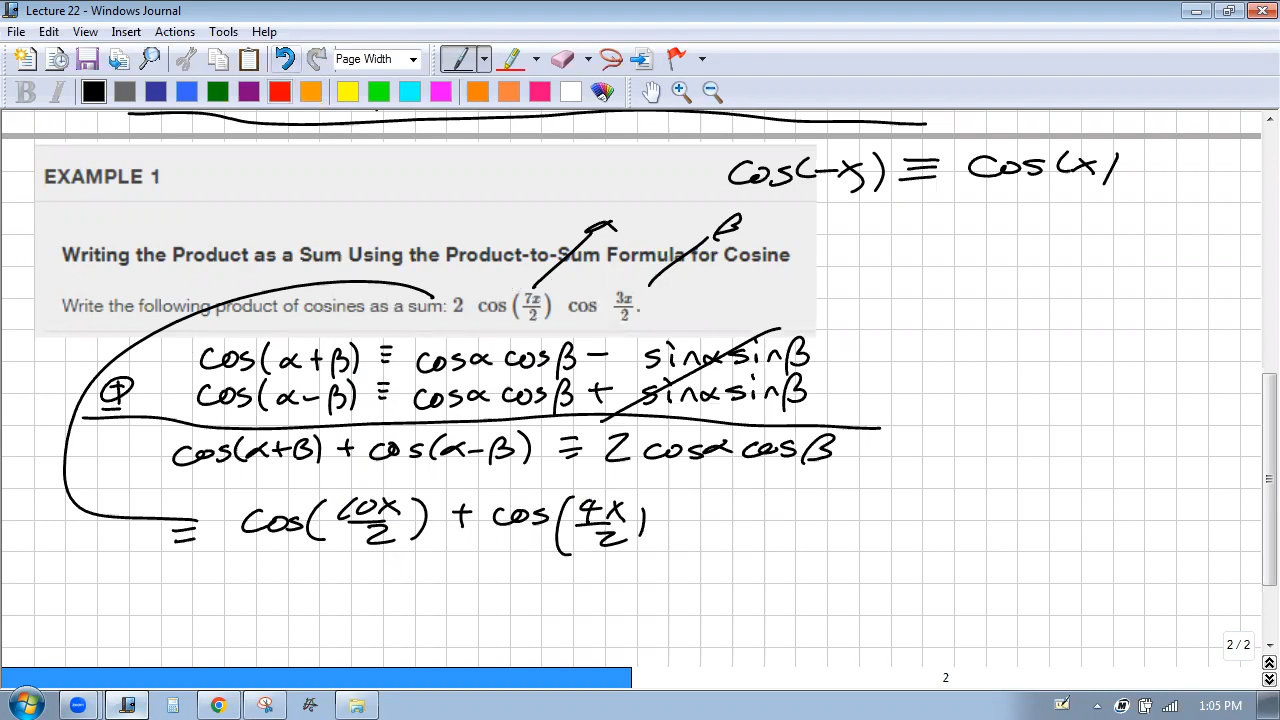 Lecture 22 - Windows Journal
File Edit View Insert Actions Tools Help
Page Width
B I
EXAMPLE 1
cos(-x) ≡ cos(x)
α β
Writing the Product as a Sum Using the Product-to-Sum Formula for Cosine
Write the following product of cosines as a sum: 2 cos(7x/2) cos 3x/2.
cos(α+β) ≡ cosα cosβ - sinα sinβ
+ cos(α-β) ≡ cosα cosβ + sinα sinβ
cos(α+β) + cos(α-β) ≡ 2 cosα cosβ
≡ cos(10x/2) + cos(4x/2)
2/2
2
1:05 PM